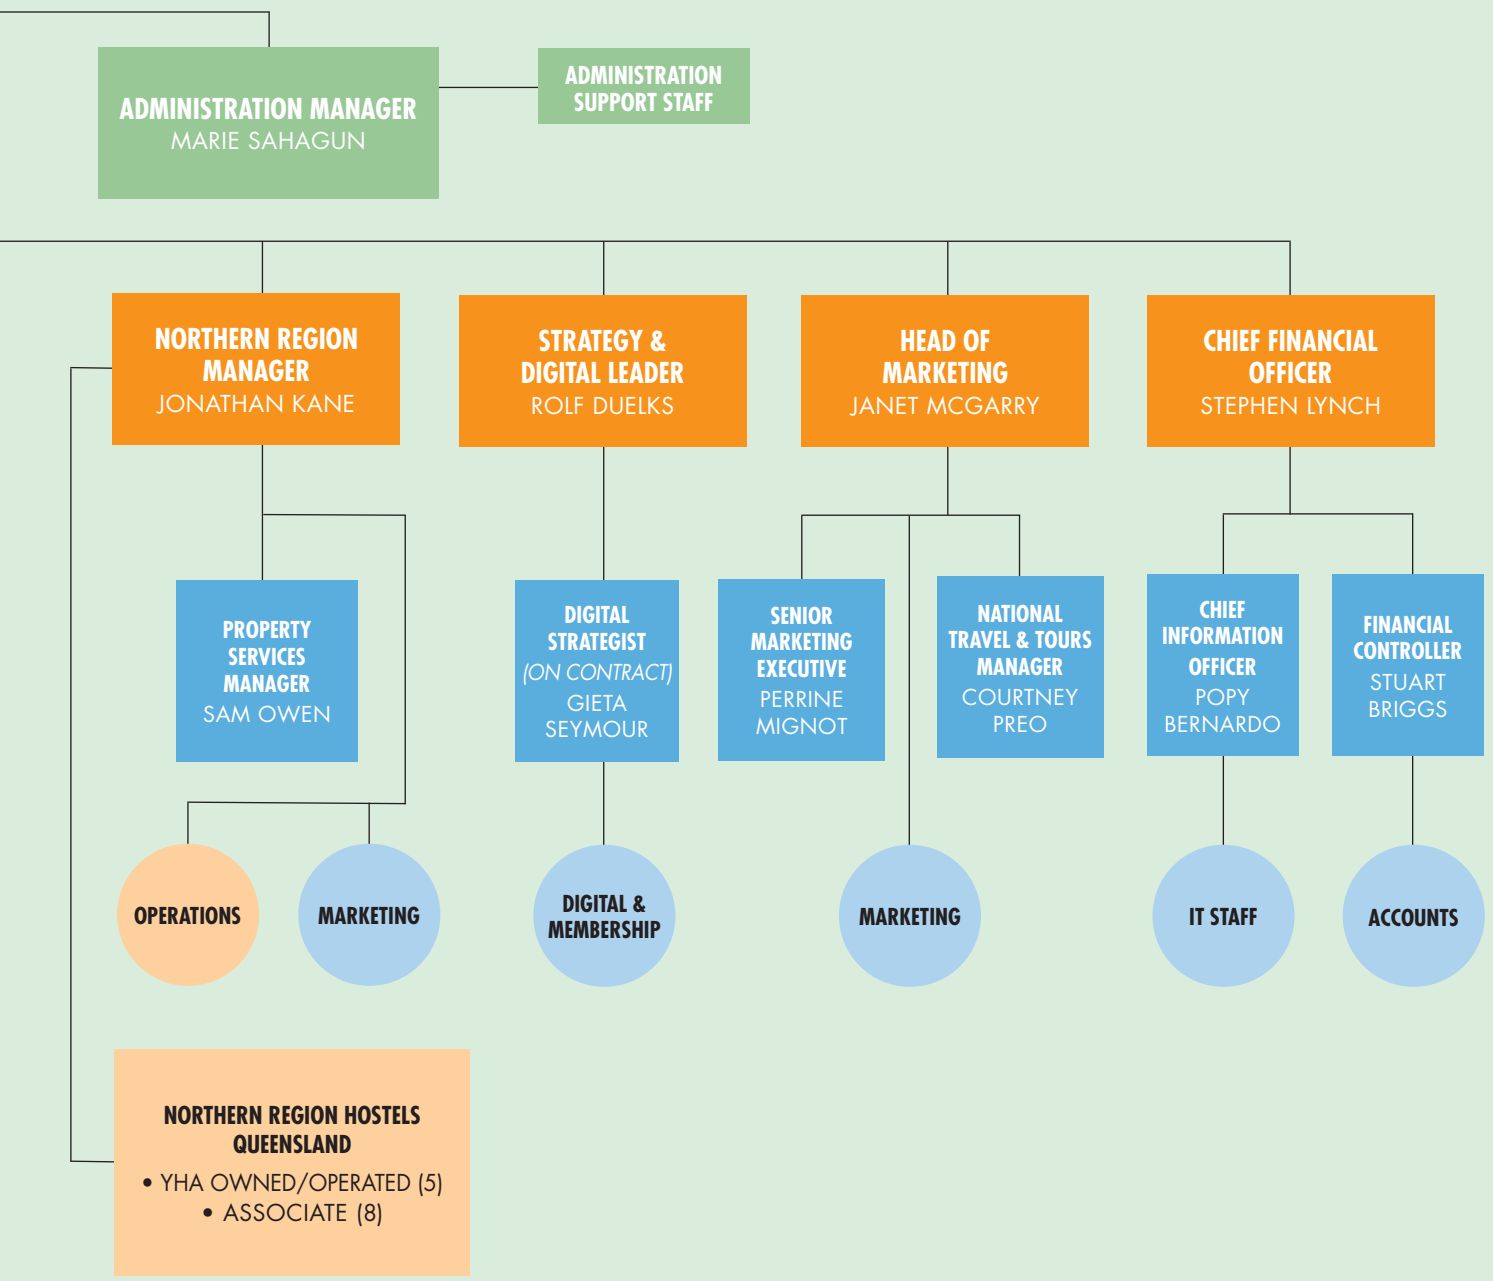 ADMINISTRATION MANAGER
MARIE SAHAGUN
ADMINISTRATION
SUPPORT STAFF
NORTHERN REGION
MANAGER
JONATHAN KANE
STRATEGY &
DIGITAL LEADER
ROLF DUELKS
HEAD OF
MARKETING
JANET MCGARRY
CHIEF FINANCIAL
OFFICER
STEPHEN LYNCH
PROPERTY
SERVICES
MANAGER
SAM OWEN
DIGITAL
STRATEGIST
(ON CONTRACT)
GIETA
SEYMOUR
SENIOR
MARKETING
EXECUTIVE
PERRINE
MIGNOT
NATIONAL
TRAVEL & TOURS
MANAGER
COURTNEY
PREO
CHIEF
INFORMATION
OFFICER
POPY
BERNARDO
FINANCIAL
CONTROLLER
STUART
BRIGGS
OPERATIONS
MARKETING
DIGITAL &
MEMBERSHIP
MARKETING
IT STAFF
ACCOUNTS
NORTHERN REGION HOSTELS
QUEENSLAND
• YHA OWNED/OPERATED (5)
• ASSOCIATE (8)